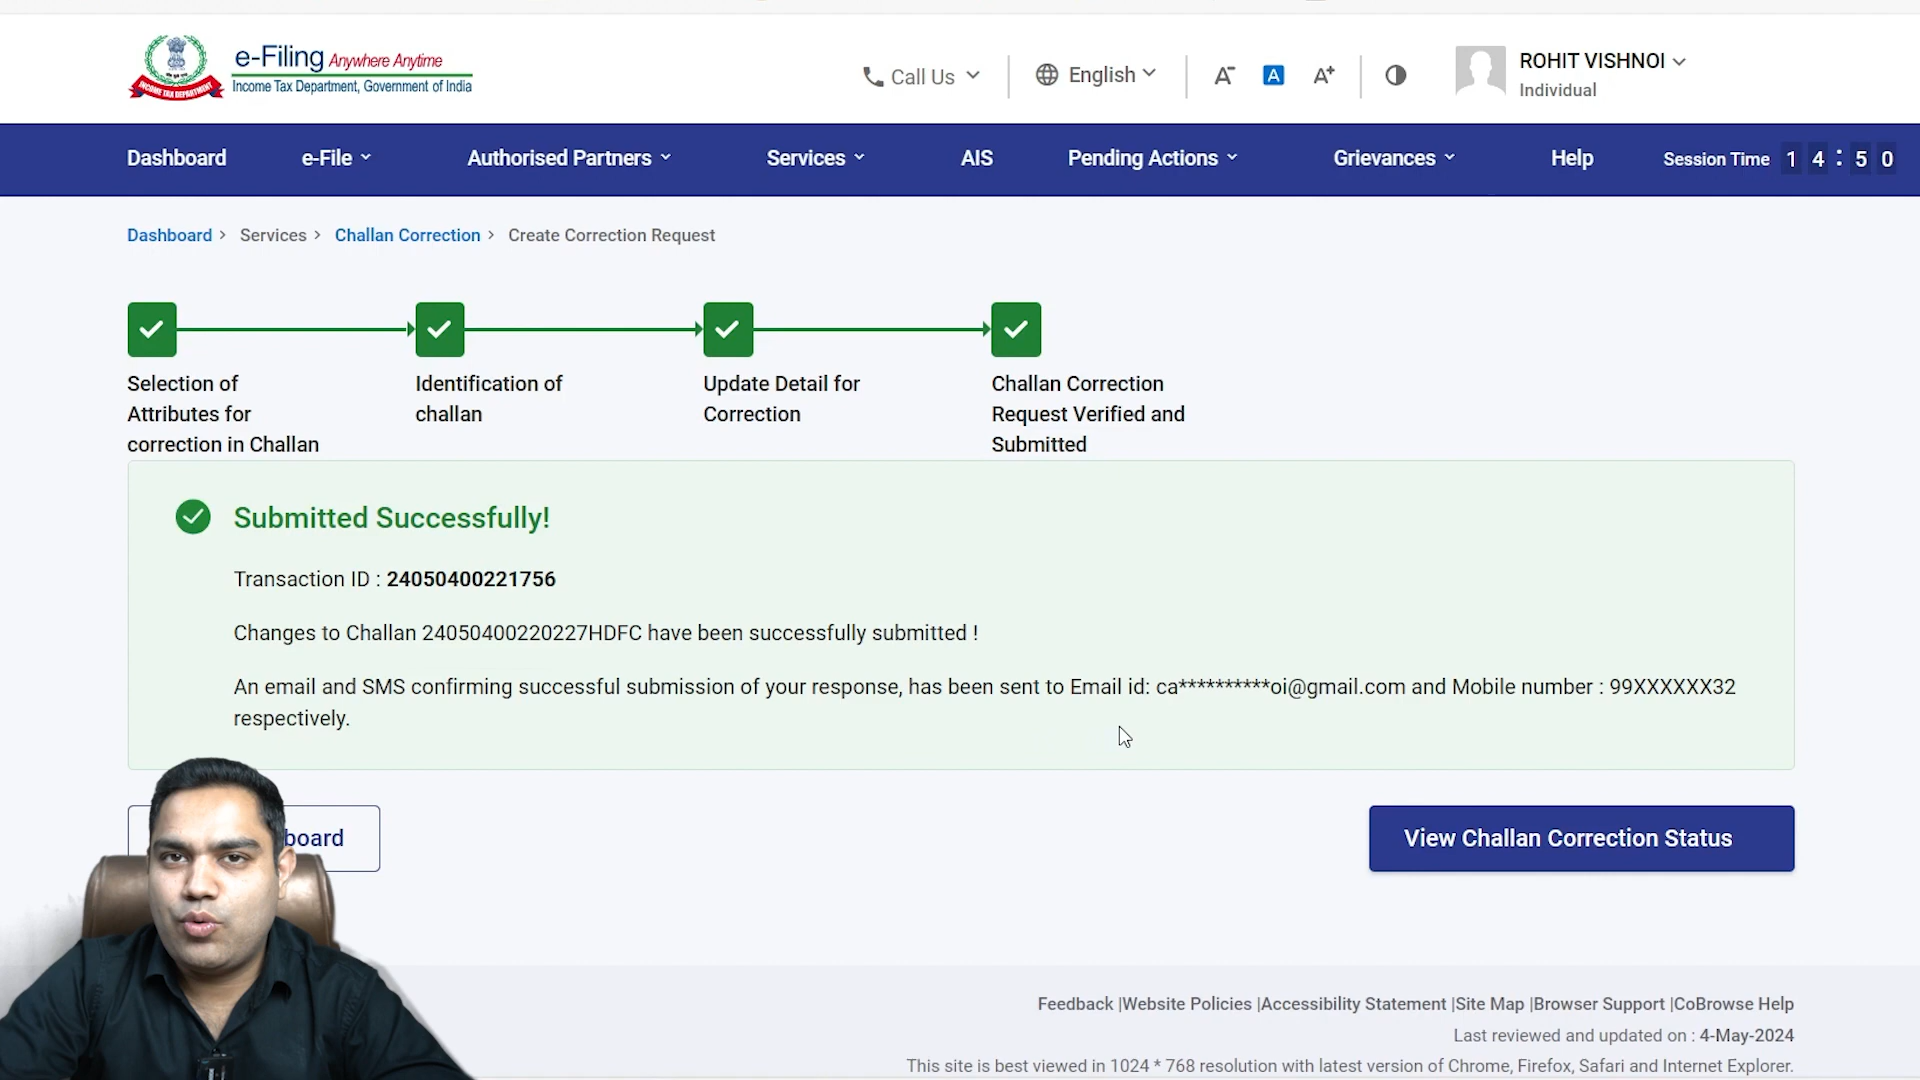 e-Filing Anywhere Anytime
Income Tax Department, Government of India
INCOME TAX DEPARTMENT
Call Us
English
A-
A
A+
ROHIT VISHNOI
Individual
Dashboard e-File Authorised Partners Services AIS Pending Actions Grievances Help Session Time 14:50
Dashboard > Services > Challan Correction > Create Correction Request
Selection of
Attributes for
correction in Challan
Identification of
challan
Update Detail for
Correction
Challan Correction
Request Verified and
Submitted
Submitted Successfully!
Transaction ID : 24050400221756
Changes to Challan 24050400220227HDFC have been successfully submitted !
An email and SMS confirming successful submission of your response, has been sent to Email id: ca**********oi@gmail.com and Mobile number : 99XXXXXX32
respectively.
board
View Challan Correction Status
Feedback |Website Policies |Accessibility Statement |Site Map |Browser Support |CoBrowse Help
Last reviewed and updated on : 4-May-2024
This site is best viewed in 1024 * 768 resolution with latest version of Chrome, Firefox, Safari and Internet Explorer.